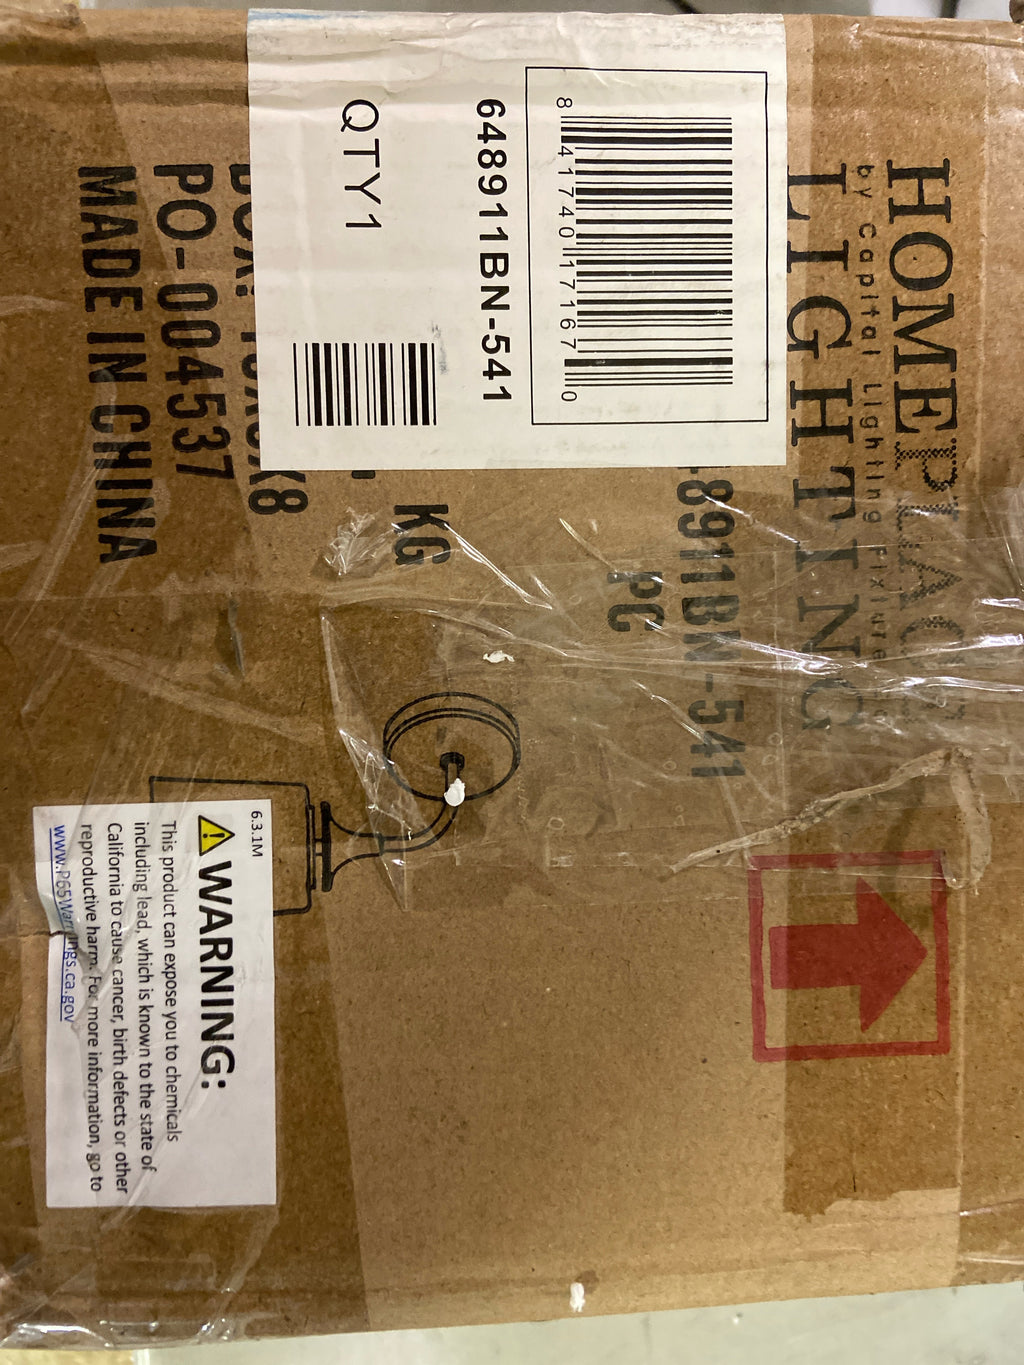 HOMEPLACE
by Capital Lighting Fixture
LIGHTING
8 41740 17167 0
648911BN-541
QTY1
-8911BN-541
PC
KG
X8
PO-004537
MADE IN CHINA
6.3.1M
WARNING:
This product can expose you to chemicals
including lead, which is known to the state of
California to cause cancer, birth defects or other
reproductive harm. For more information, go to
www.P65Warnings.ca.gov